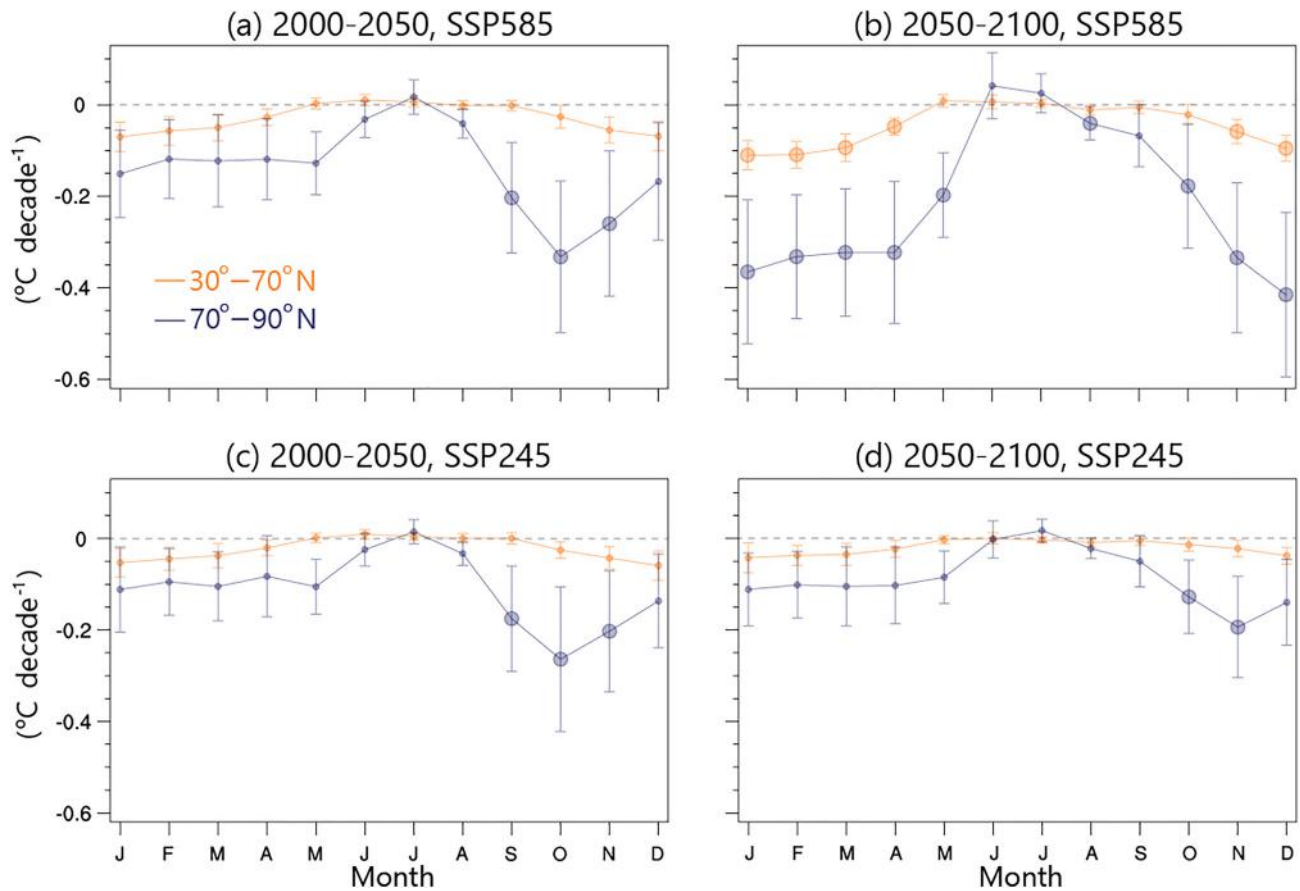 (a) 2000-2050, SSP585
(b) 2050-2100, SSP585
0
-0.2
-0.4
-0.6
(°C decade⁻¹)
30°–70°N
70°–90°N
(c) 2000-2050, SSP245
(d) 2050-2100, SSP245
0
-0.2
-0.4
-0.6
(°C decade⁻¹)
J F M A M J J A S O N D
J F M A M J J A S O N D
Month
Month